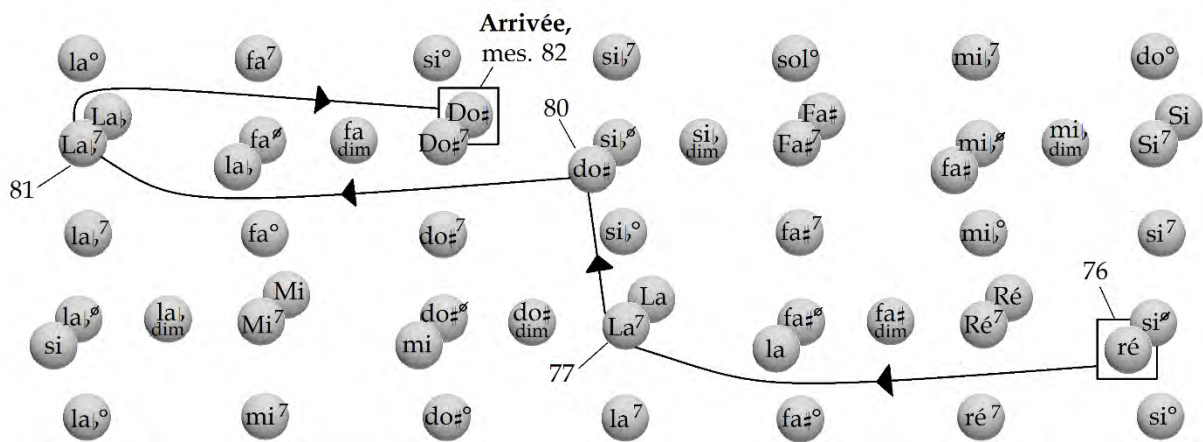 Arrivée,
mes. 82
la° fa⁷ si° si♭⁷ sol° mi♭⁷ do°
80
La♭ Do♯ Fa♯ Si
La♭⁷ fa⌀ fa Do♯⁷ si♭⌀ si♭ Fa♯⁷ mi♭⌀ mi♭ Si⁷
dim dim dim
la♭ do♯ fa♯
81
la♭⁷ fa° do♯⁷ si♭° fa♯⁷ mi♭° si⁷
76
Mi La Ré
la♭⌀ la♭ Mi⁷ do♯⌀ do♯ La⁷ fa♯⌀ fa♯ Ré⁷ si⌀
dim dim dim
si mi la ré
77
la♭° mi⁷ do♯° la⁷ fa♯° ré⁷ si°